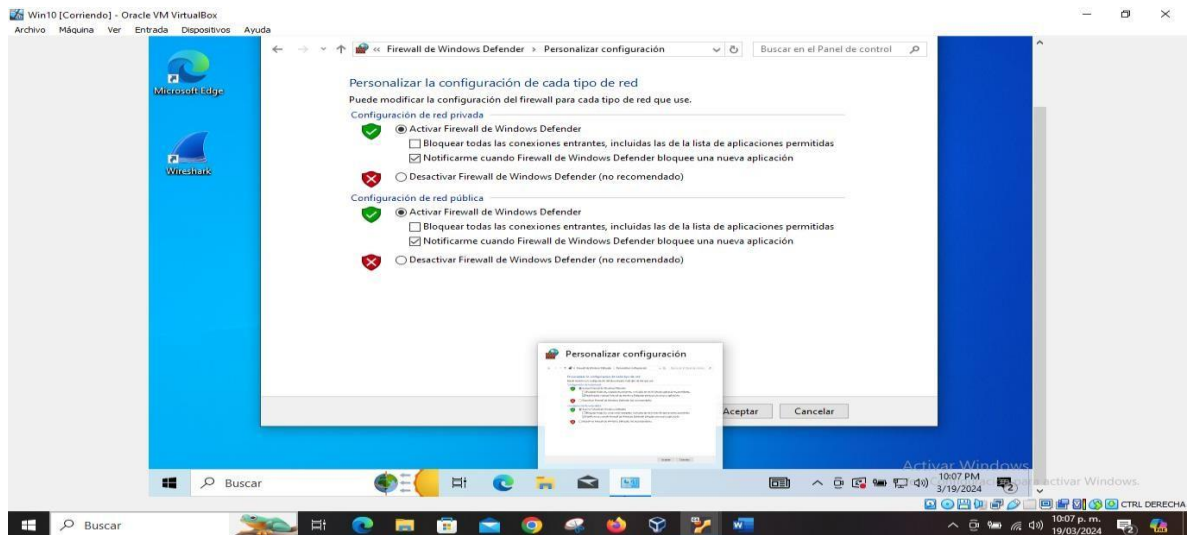 Win10 [Corriendo] - Oracle VM VirtualBox
Archivo Máquina Ver Entrada Dispositivos Ayuda
« Firewall de Windows Defender > Personalizar configuración
Buscar en el Panel de control
Microsoft Edge
Wireshark
Personalizar la configuración de cada tipo de red
Puede modificar la configuración del firewall para cada tipo de red que use.
Configuración de red privada
Activar Firewall de Windows Defender
Bloquear todas las conexiones entrantes, incluidas las de la lista de aplicaciones permitidas
Notificarme cuando Firewall de Windows Defender bloquee una nueva aplicación
Desactivar Firewall de Windows Defender (no recomendado)
Configuración de red pública
Activar Firewall de Windows Defender
Bloquear todas las conexiones entrantes, incluidas las de la lista de aplicaciones permitidas
Notificarme cuando Firewall de Windows Defender bloquee una nueva aplicación
Desactivar Firewall de Windows Defender (no recomendado)
Personalizar configuración
Aceptar Cancelar
Activar Windows
Buscar
10:07 PM
3/19/2024
2
activar Windows.
CTRL DERECHA
Buscar
10:07 p. m.
19/03/2024
2